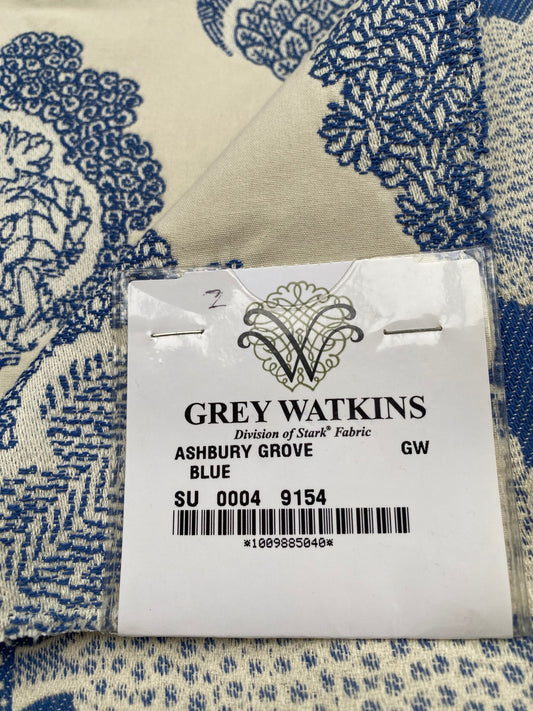 2
W
GREY WATKINS
Division of Stark® Fabric
ASHBURY GROVE GW
BLUE
SU 0004 9154
*1009885040*